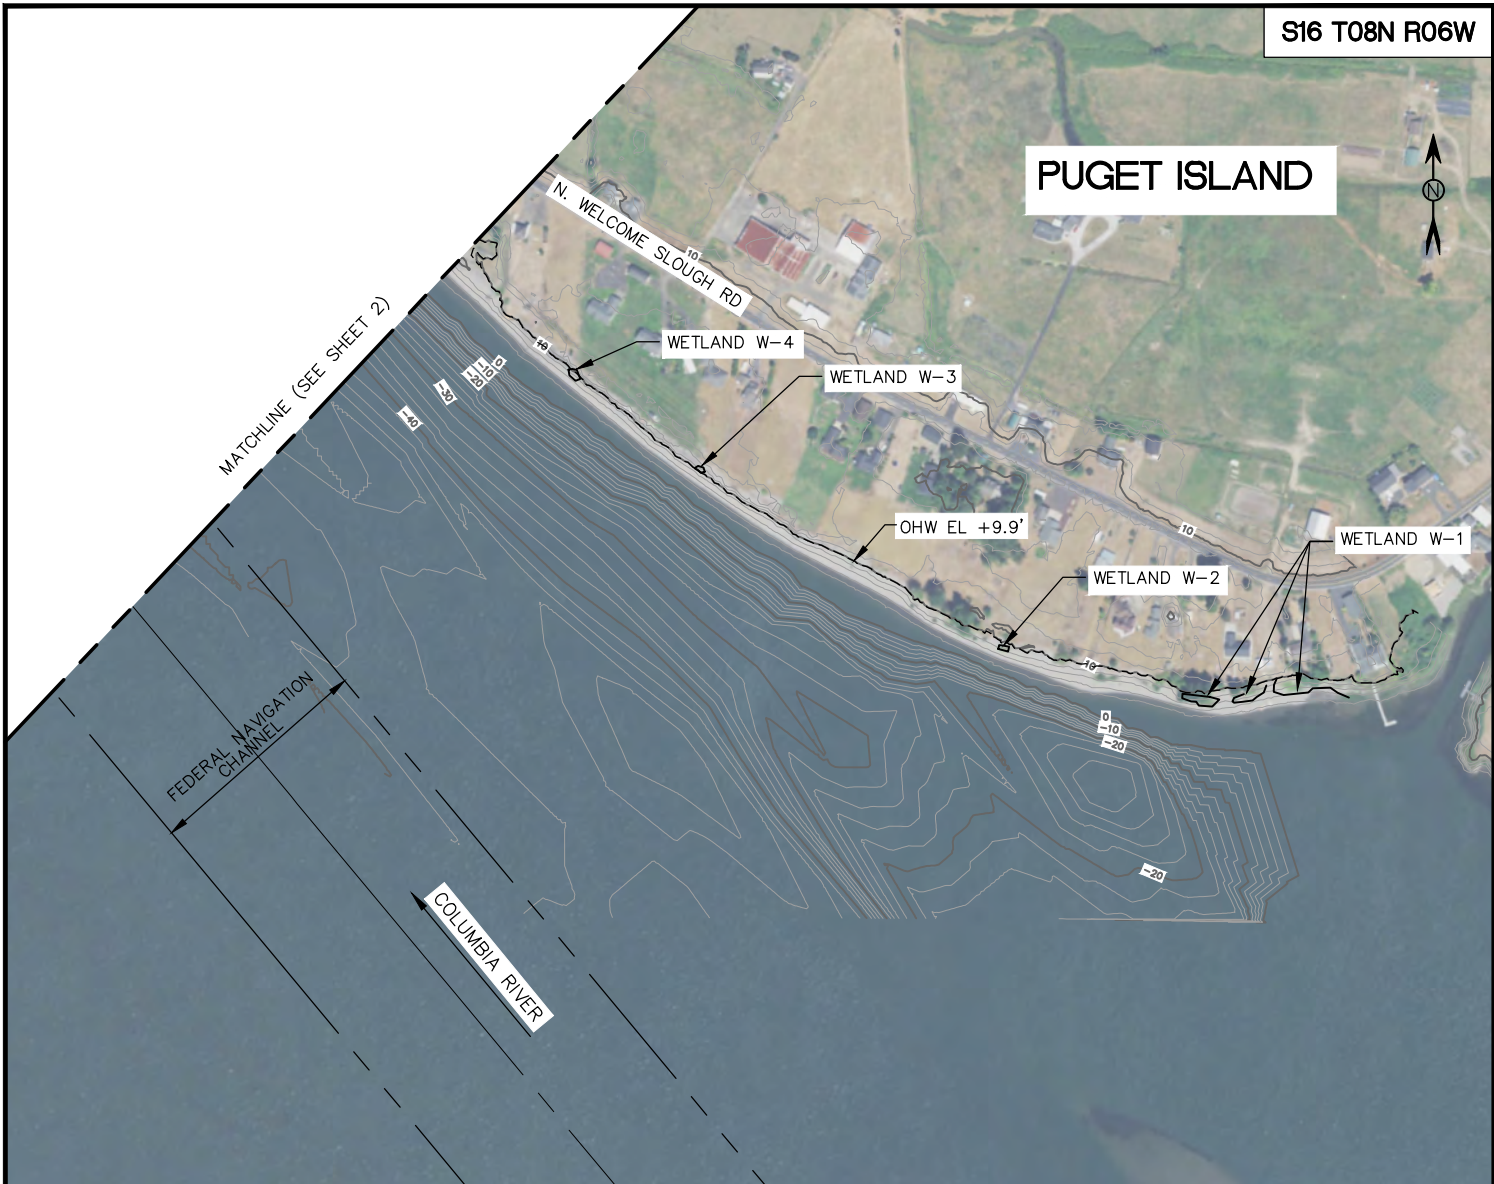 S16 T08N R06W
PUGET ISLAND
N
N. WELCOME SLOUGH RD
10
MATCHLINE (SEE SHEET 2)
10
WETLAND W-4
WETLAND W-3
0
-10
-20
-30
-40
OHW EL +9.9'
10
WETLAND W-1
WETLAND W-2
10
0
-10
-20
-20
FEDERAL NAVIGATION
CHANNEL
COLUMBIA RIVER